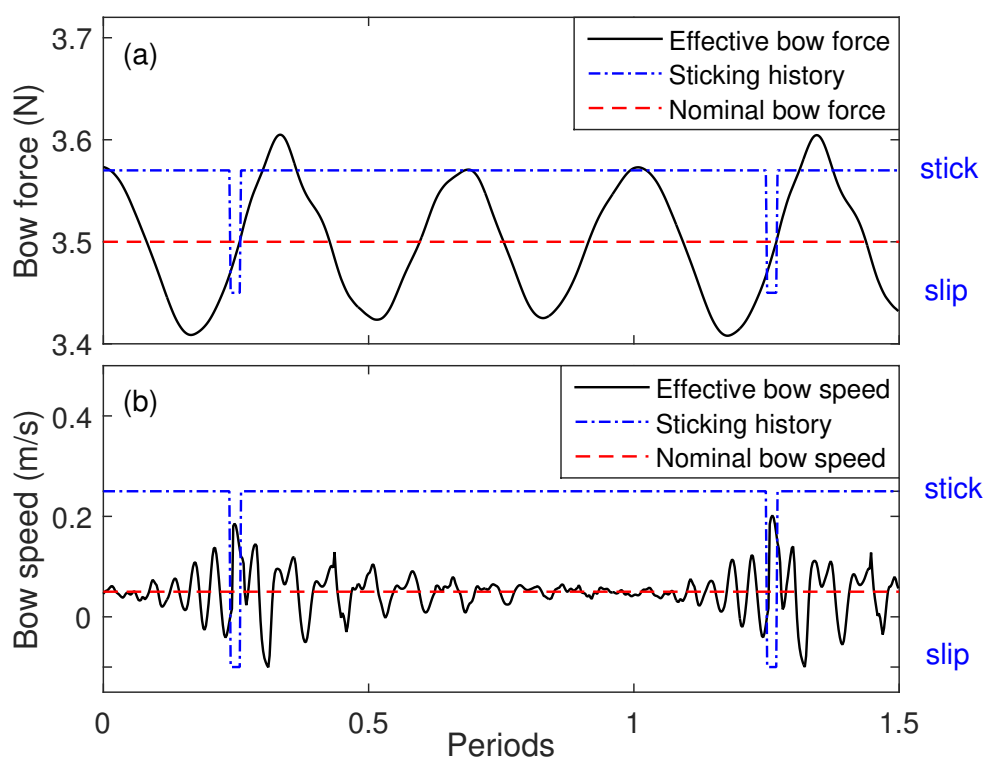 3.7
(a)
Effective bow force
Sticking history
Nominal bow force
3.6
3.5
3.4
Bow force (N)
stick
slip
(b)
Effective bow speed
Sticking history
Nominal bow speed
0.4
0.2
0
Bow speed (m/s)
stick
slip
0
0.5
1
1.5
Periods